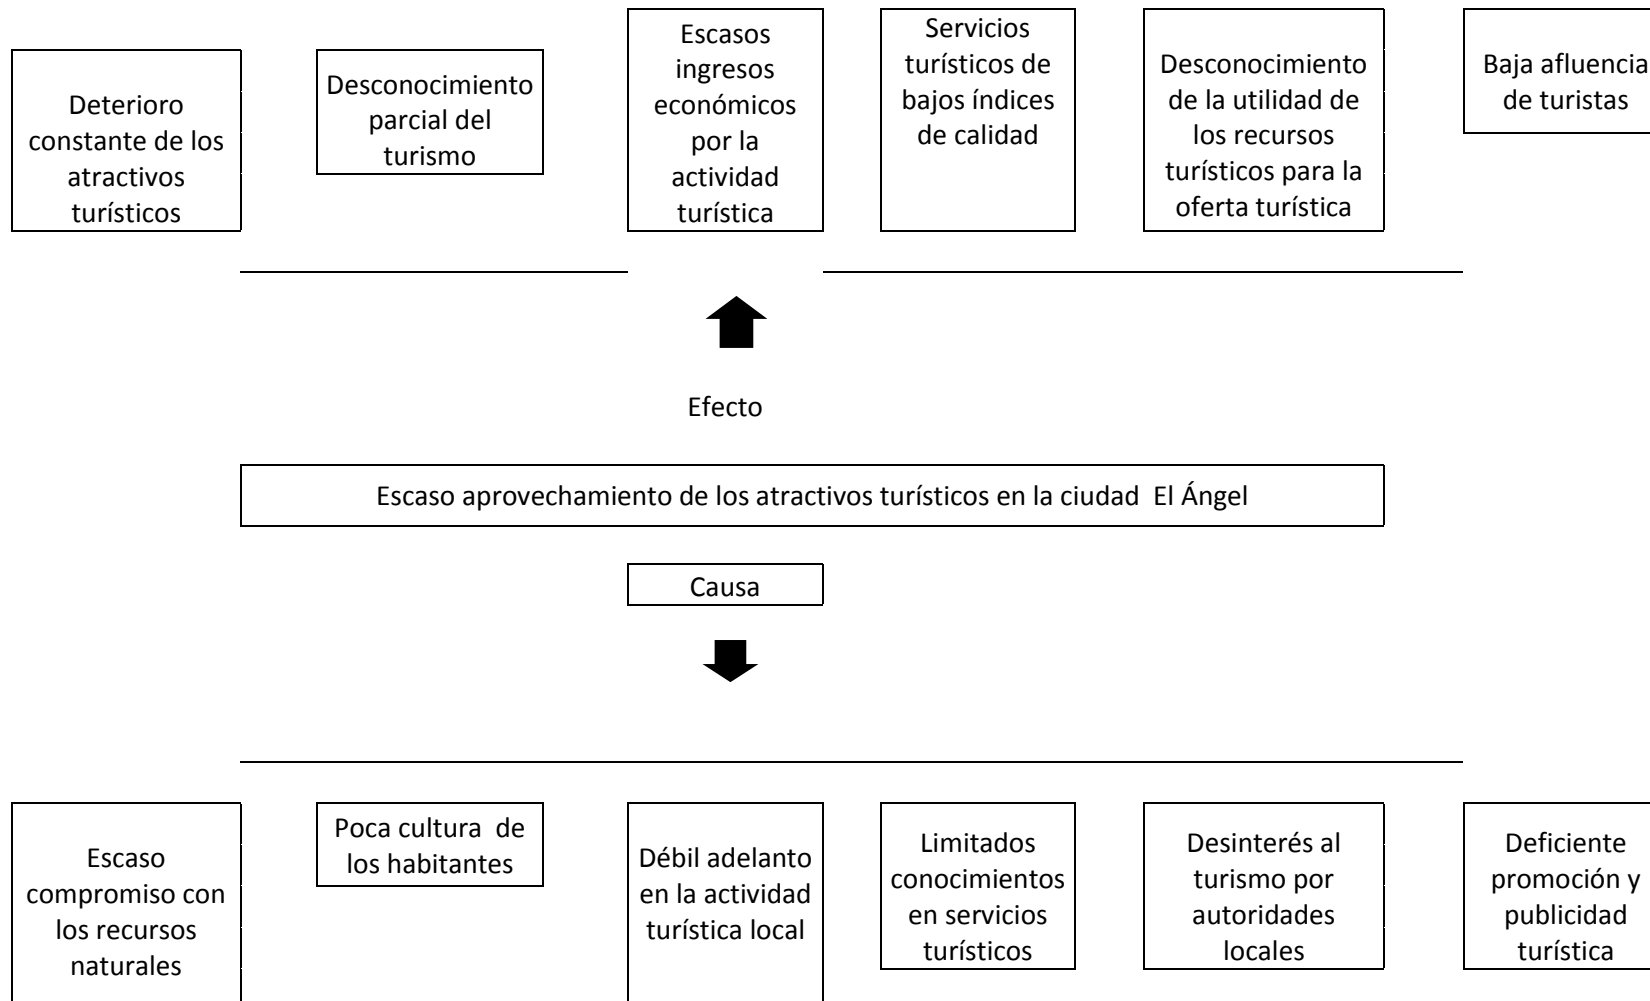 Deterioro
constante de los
atractivos
turísticos
Desconocimiento
parcial del
turismo
Escasos
ingresos
económicos
por la
actividad
turística
Servicios
turísticos de
bajos índices
de calidad
Desconocimiento
de la utilidad de
los recursos
turísticos para la
oferta turística
Baja afluencia
de turistas
Efecto
Escaso aprovechamiento de los atractivos turísticos en la ciudad El Ángel
Causa
Escaso
compromiso con
los recursos
naturales
Poca cultura de
los habitantes
Débil adelanto
en la actividad
turística local
Limitados
conocimientos
en servicios
turísticos
Desinterés al
turismo por
autoridades
locales
Deficiente
promoción y
publicidad
turística